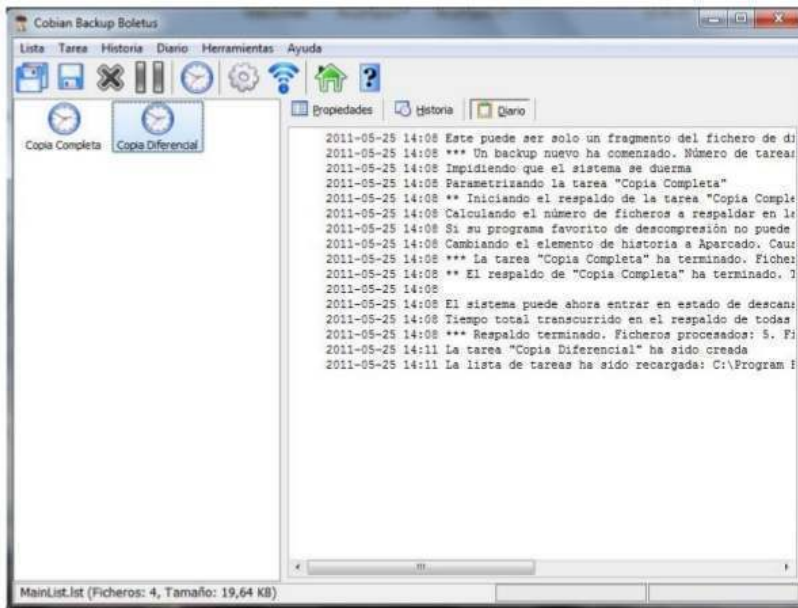 Cobian Backup Boletus
Lista Tarea Historia Diario Herramientas Ayuda
Copia Completa
Copia Diferencial
Propiedades Historia Diario
2011-05-25 14:08 Este puede ser solo un fragmento del fichero de di
2011-05-25 14:08 *** Un backup nuevo ha comenzado. Número de tareas
2011-05-25 14:08 Impidiendo que el sistema se duerma
2011-05-25 14:08 Parametrizando la tarea "Copia Completa"
2011-05-25 14:08 ** Iniciando el respaldo de la tarea "Copia Comple
2011-05-25 14:08 Calculando el número de ficheros a respaldar en la
2011-05-25 14:08 Si su programa favorito de descompresión no puede
2011-05-25 14:08 Cambiando el elemento de historia a Aparcado. Caus
2011-05-25 14:08 *** La tarea "Copia Completa" ha terminado. Ficher
2011-05-25 14:08 ** El respaldo de "Copia Completa" ha terminado. T
2011-05-25 14:08
2011-05-25 14:08 El sistema puede ahora entrar en estado de descans
2011-05-25 14:08 Tiempo total transcurrido en el respaldo de todas
2011-05-25 14:08 *** Respaldo terminado. Ficheros procesados: 5. Fi
2011-05-25 14:11 La tarea "Copia Diferencial" ha sido creada
2011-05-25 14:11 La lista de tareas ha sido recargada: C:\Program F
MainList.lst (Ficheros: 4, Tamaño: 19,64 KB)